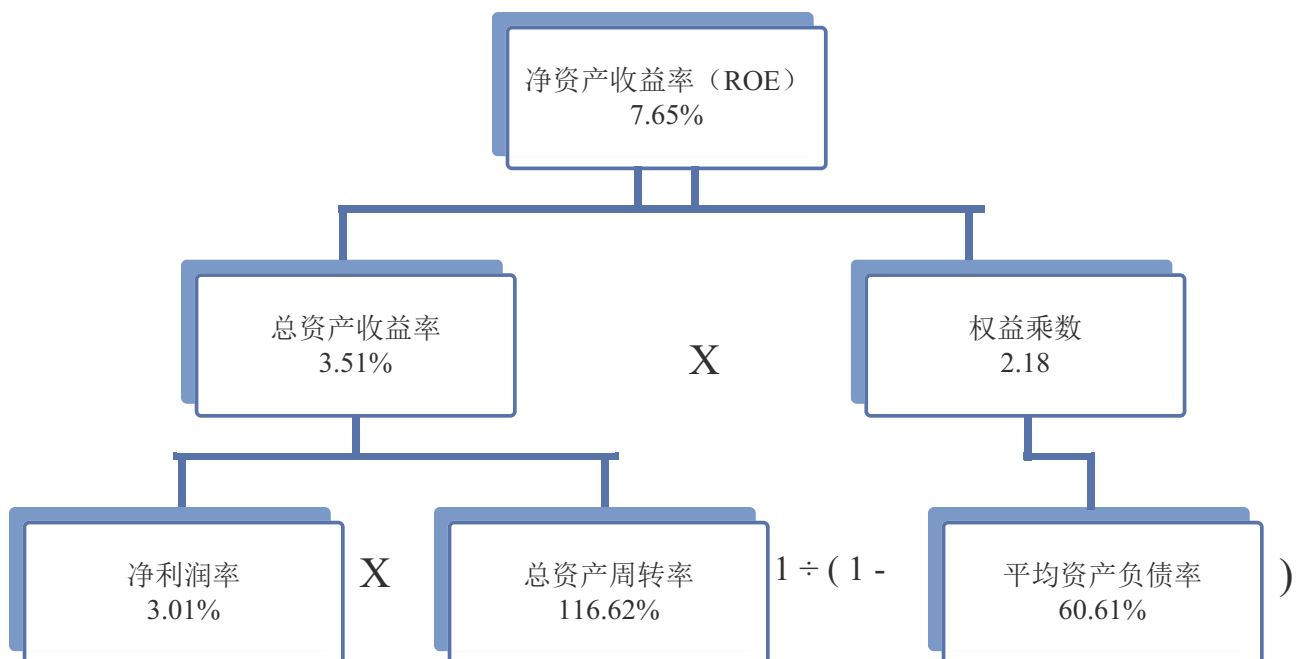 净资产收益率（ROE）
7.65%
总资产收益率
3.51%
X
权益乘数
2.18
净利润率
3.01%
X
总资产周转率
116.62%
1 ÷ ( 1 -
平均资产负债率
60.61%
)